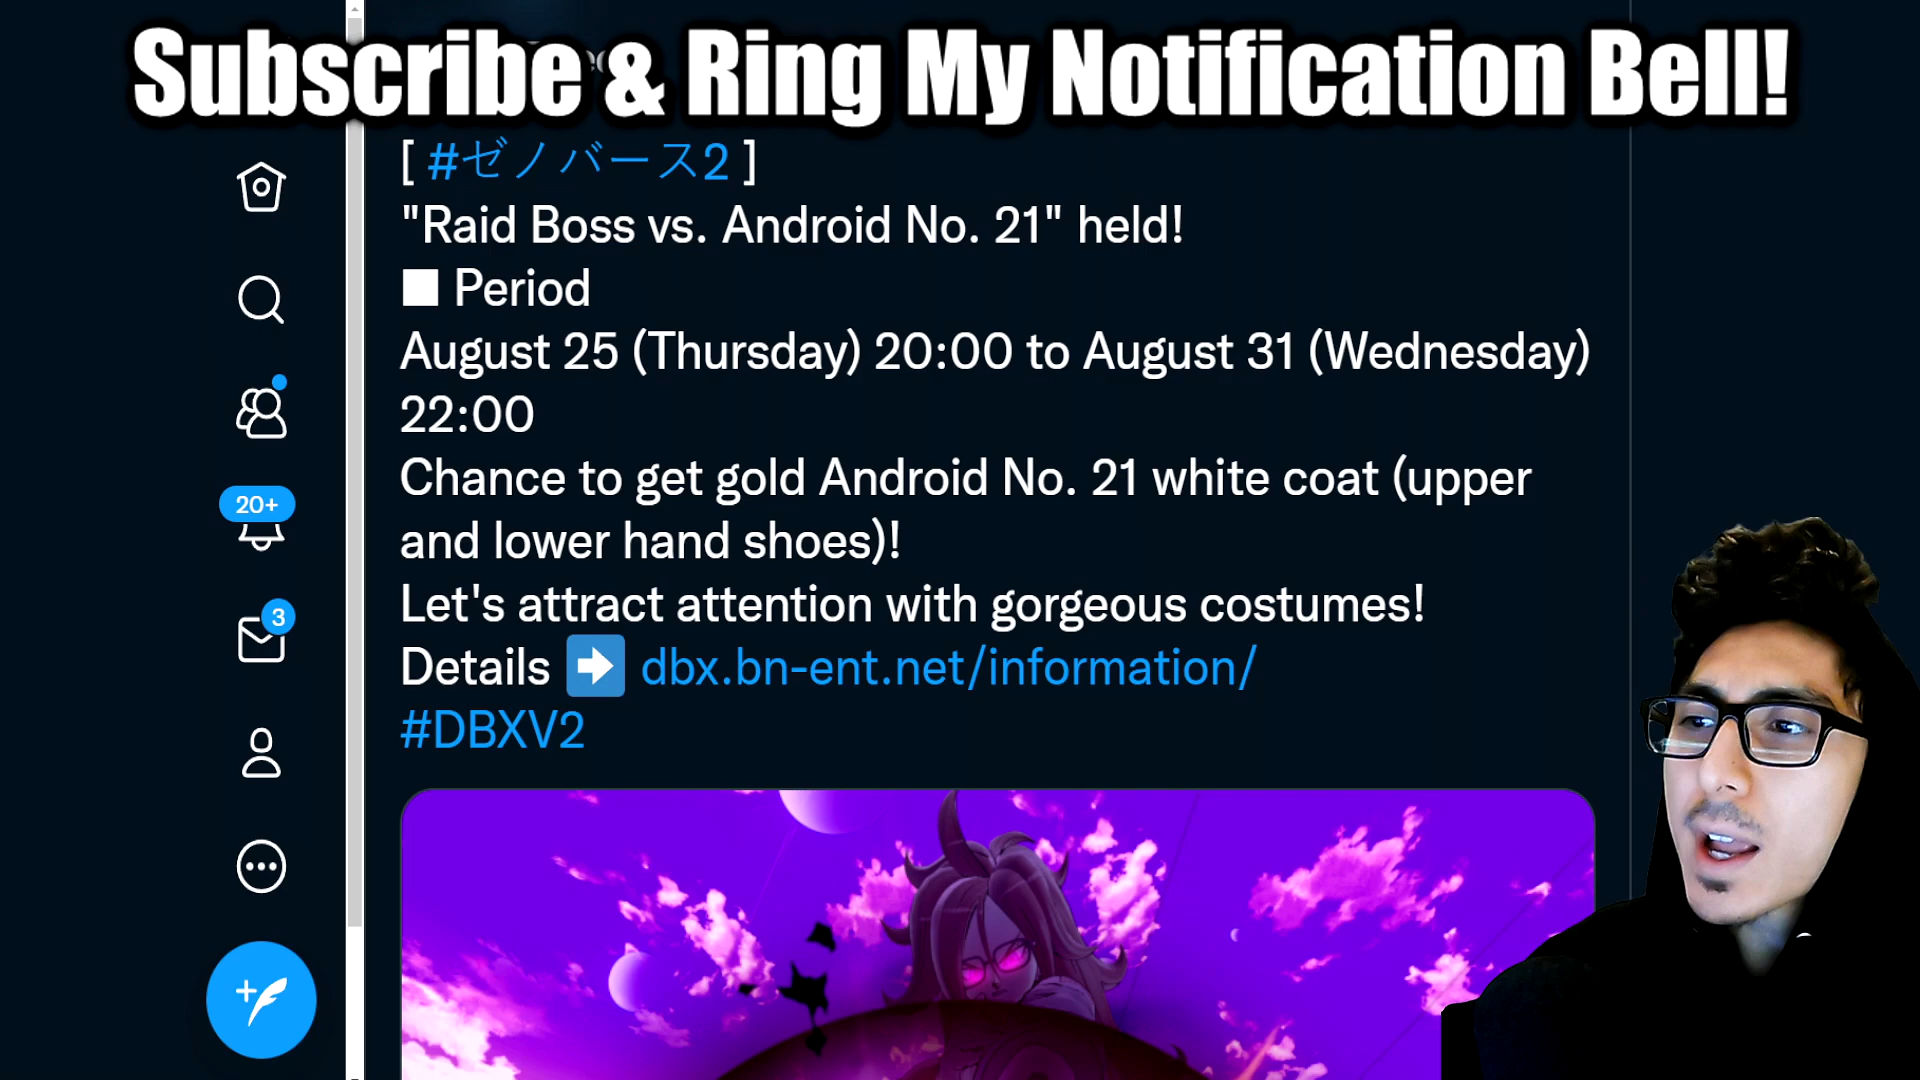 Subscribe & Ring My Notification Bell!
[ #ゼノバース2 ]
"Raid Boss vs. Android No. 21" held!
■ Period
August 25 (Thursday) 20:00 to August 31 (Wednesday)
22:00
Chance to get gold Android No. 21 white coat (upper
and lower hand shoes)!
20+
Let's attract attention with gorgeous costumes!
3
Details ➡ dbx.bn-ent.net/information/
#DBXV2